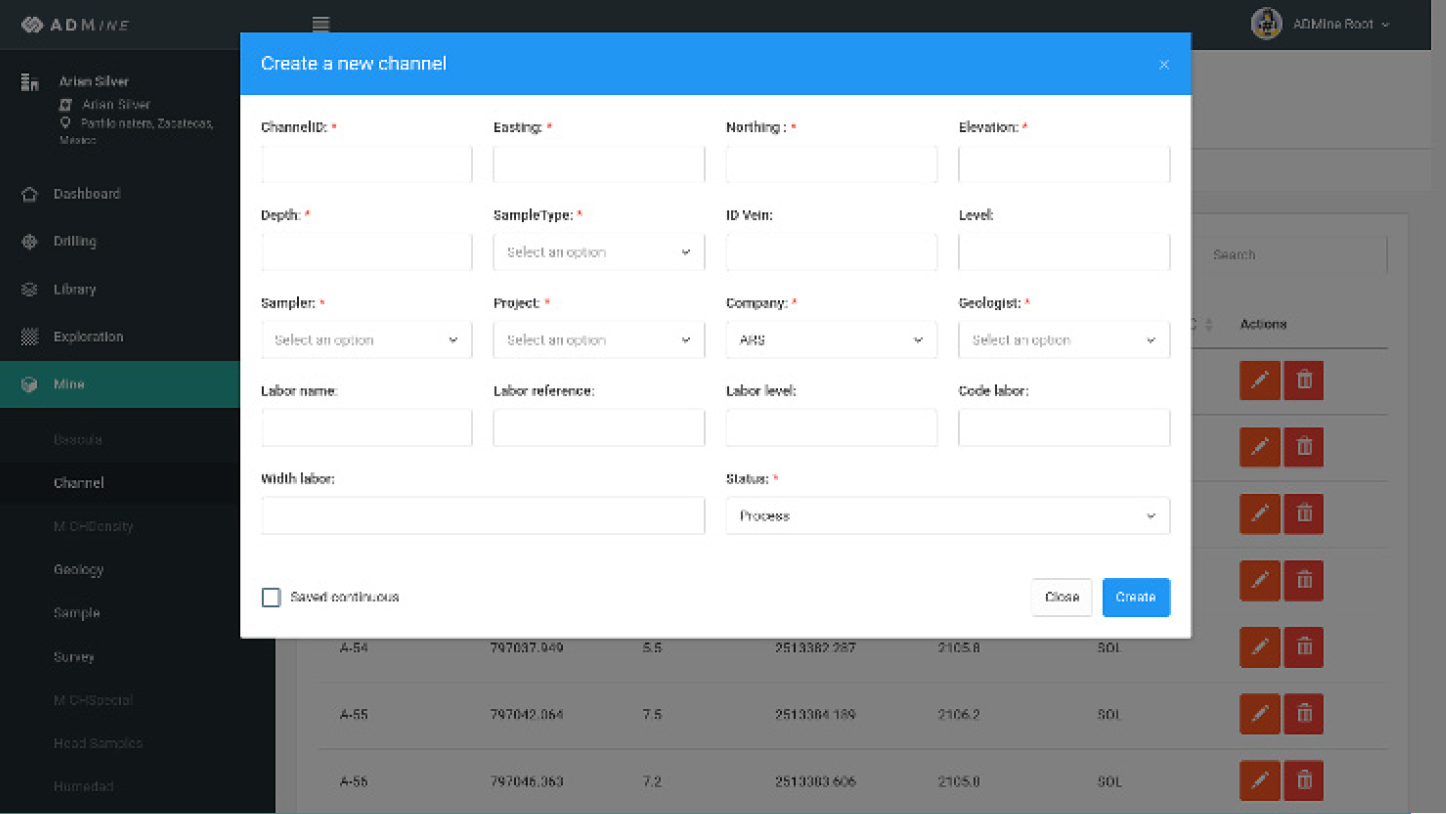 ADMINE
ADMine Root
Create a new channel
×
Arian Silver
Arian Silver
Panfilo natera, Zacatecas,
Mexico
ChannelID: * Easting: * Northing : * Elevation: *
Dashboard
Depth: * SampleType: * ID Vein: Level:
Drilling
Select an option
Search
Library
Sampler: * Project: * Company: * Geologist: *
Exploration
Select an option Select an option ARS Select an option
C Actions
Mine
Labor name: Labor reference: Labor level: Code labor:
Bascula
Channel
Width labor: Status: *
Process
M CHDensity
Geology
Saved continuous
Close Create
Sample
Survey
A-54 797037.949 5.5 2513382.287 2105.8 SOL
M CHSpecial
A-55 797042.064 7.5 2513384.189 2106.2 SOL
Head Samples
Humedad
A-56 797046.363 7.2 2513383.606 2105.8 SOL